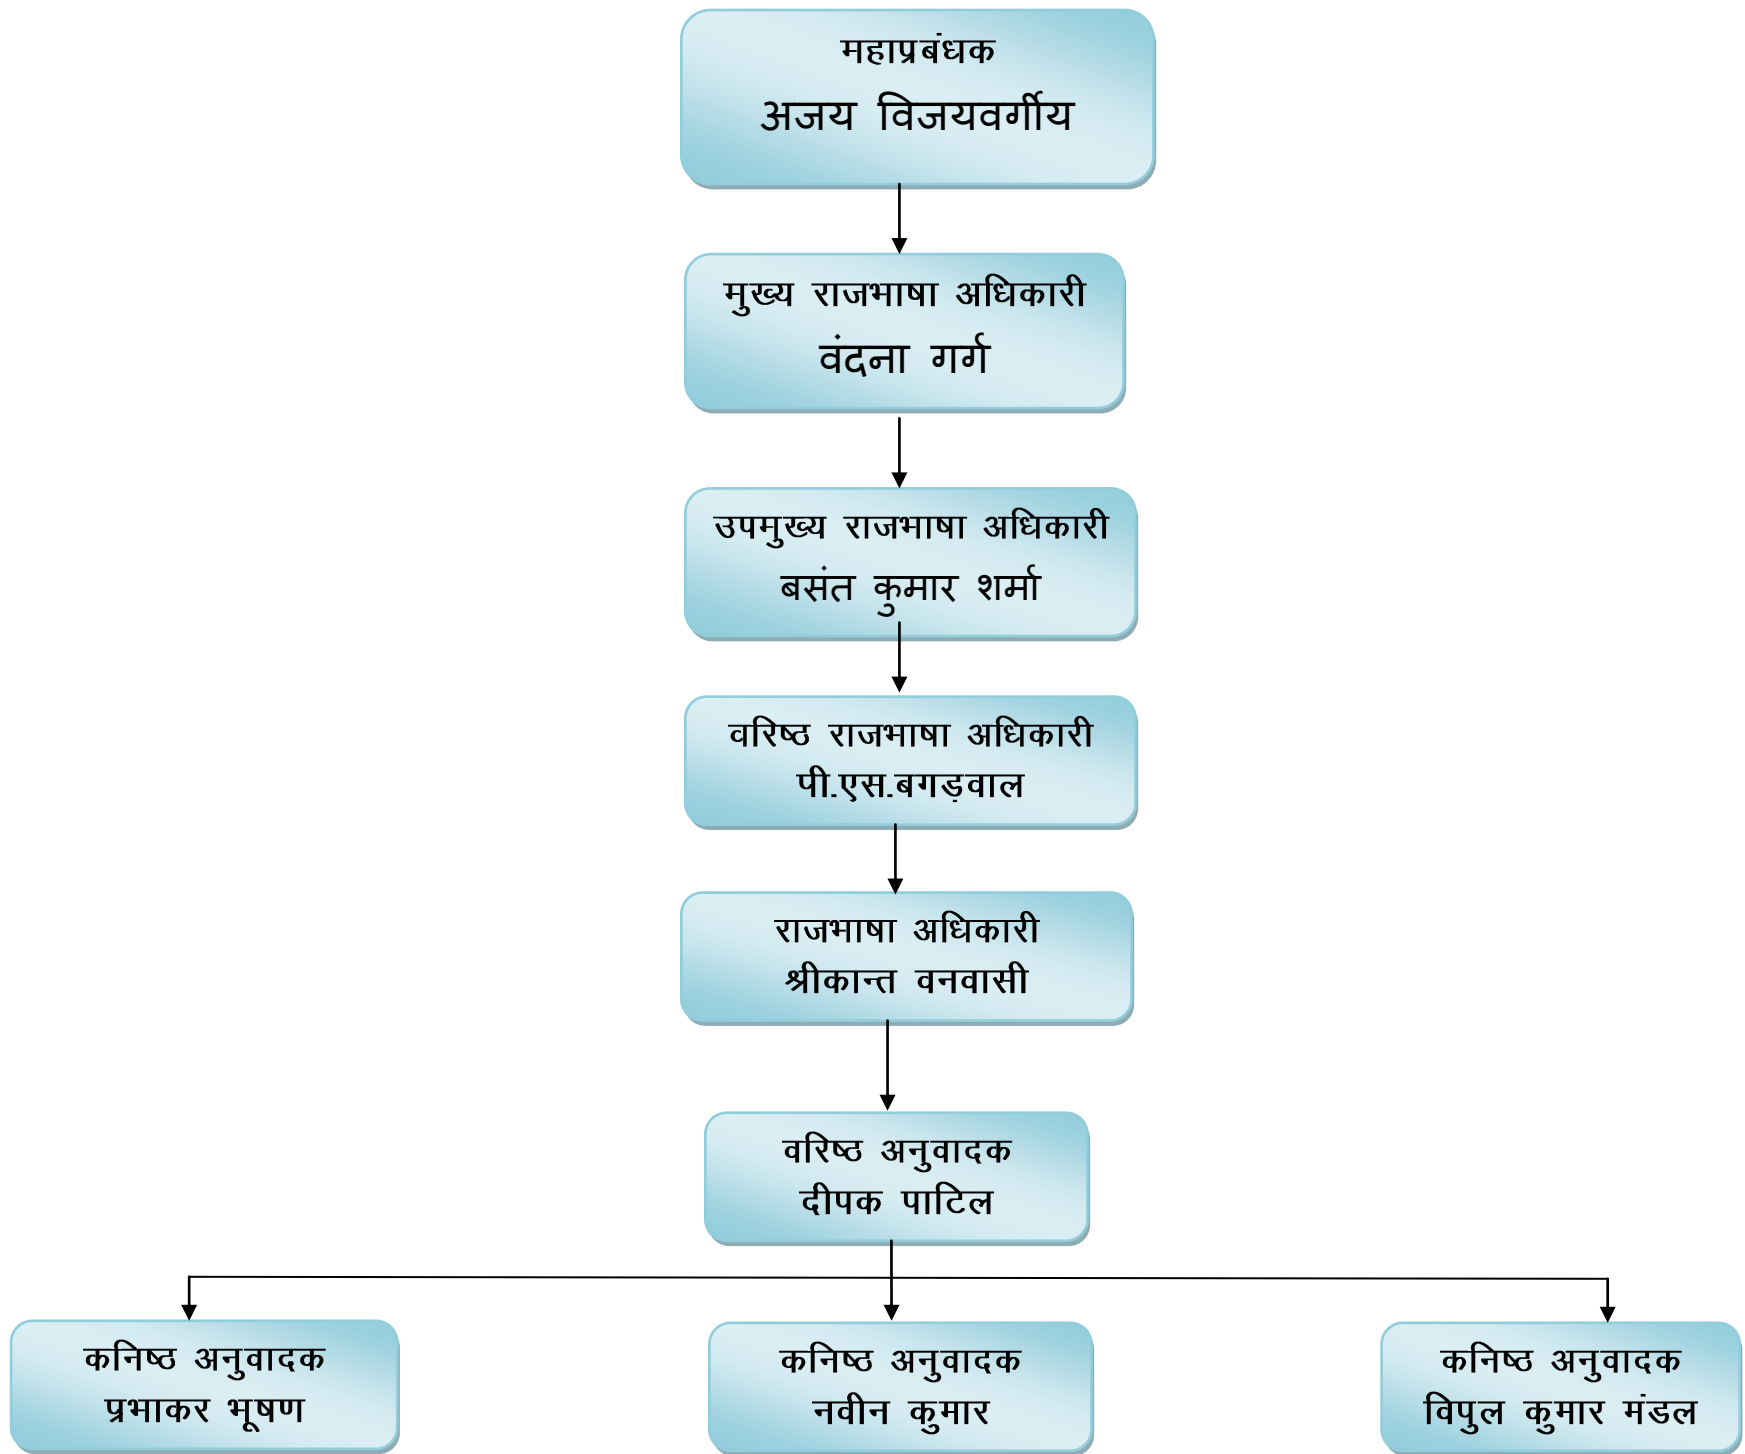 महाप्रबंधक
अजय विजयवर्गीय
मुख्य राजभाषा अधिकारी
वंदना गर्ग
उपमुख्य राजभाषा अधिकारी
बसंत कुमार शर्मा
वरिष्ठ राजभाषा अधिकारी
पी.एस.बगड़वाल
राजभाषा अधिकारी
श्रीकान्त वनवासी
वरिष्ठ अनुवादक
दीपक पाटिल
कनिष्ठ अनुवादक
प्रभाकर भूषण
कनिष्ठ अनुवादक
नवीन कुमार
कनिष्ठ अनुवादक
विपुल कुमार मंडल